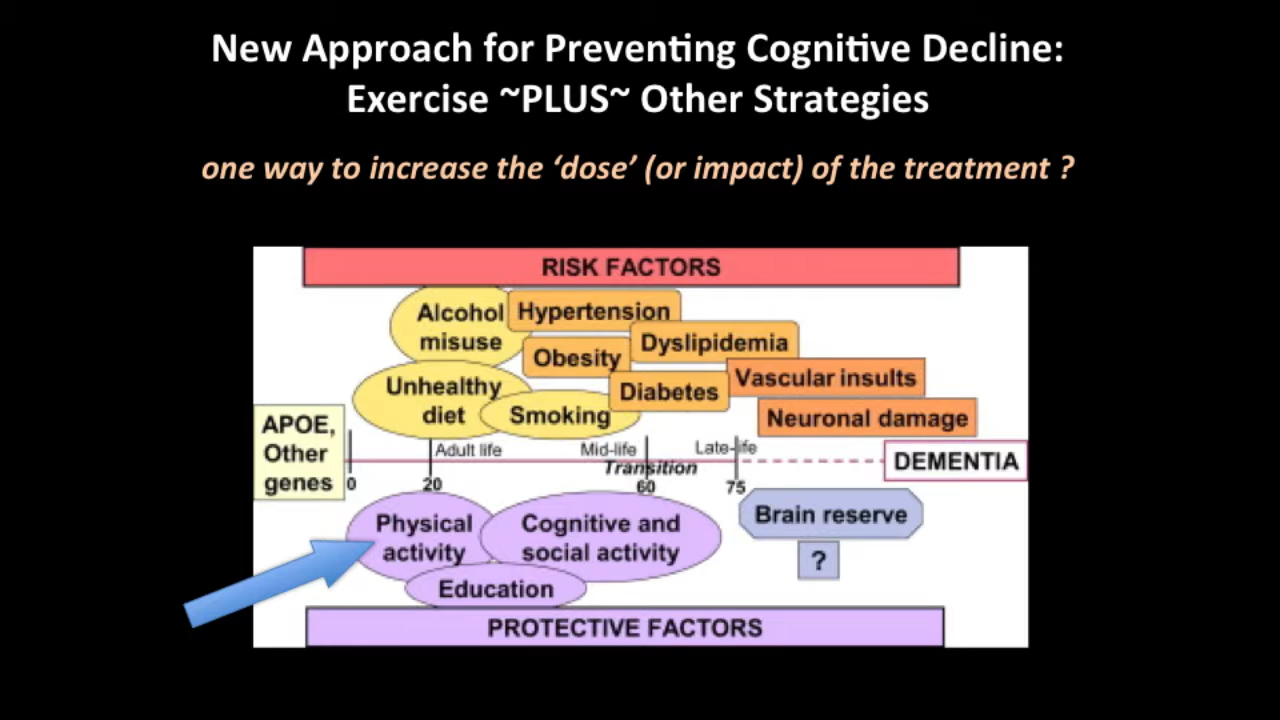 New Approach for Preventing Cognitive Decline:
Exercise ~PLUS~ Other Strategies
one way to increase the ‘dose’ (or impact) of the treatment ?
RISK FACTORS
Alcohol
misuse
Hypertension
Dyslipidemia
Obesity
Vascular insults
Unhealthy
diet
Diabetes
Smoking
Neuronal damage
APOE,
Other
genes
Adult life
Mid-life
Late-life
Transition
DEMENTIA
0
20
60
75
Physical
activity
Cognitive and
social activity
Brain reserve
?
Education
PROTECTIVE FACTORS